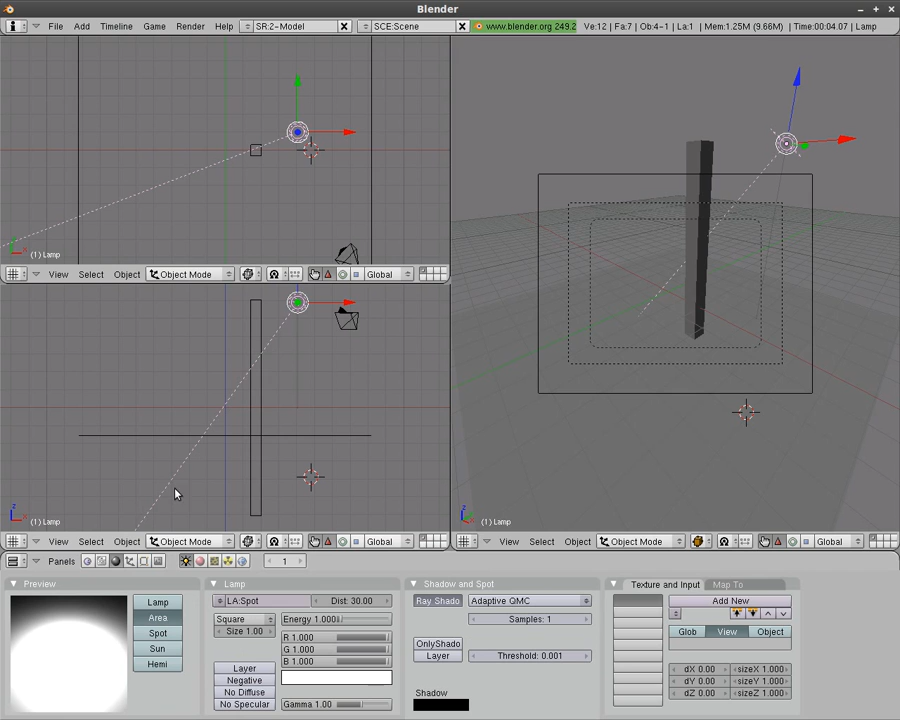 Blender
File Add Timeline Game Render Help SR:2-Model SCE:Scene www.blender.org 249.2 Ve:12 | Fa:7 | Ob:4-1 | La:1 | Mem:1.25M (9.66M) | Time:00:04.07 | Lamp
(1) Lamp
View Select Object Object Mode Global
(1) Lamp
View Select Object Object Mode Global
(1) Lamp
View Select Object Object Mode Global
Panels 1
Preview
Lamp
Area
Spot
Sun
Hemi
Lamp
LA:Spot Dist: 30.00
Square Energy 1.000
Size 1.00
R 1.000
G 1.000
B 1.000
Layer
Negative
No Diffuse
No Specular Gamma 1.00
Shadow and Spot
Ray Shado Adaptive QMC
Samples: 1
OnlyShado
Layer Threshold: 0.001
Shadow
Texture and Input Map To
Add New
Glob View Object
dX 0.00 sizeX 1.000
dY 0.00 sizeY 1.000
dZ 0.00 sizeZ 1.000